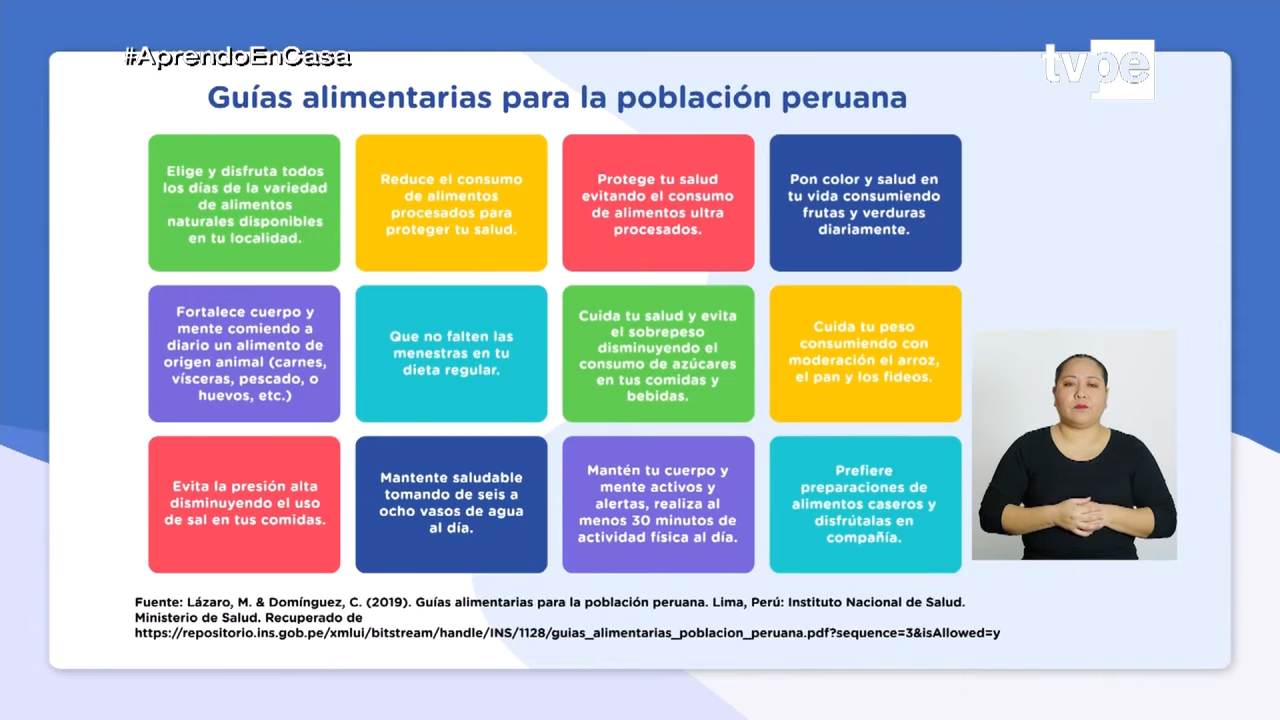 #AprendoEnCasa
tvpe
Guías alimentarias para la población peruana
Elige y disfruta todos
los días de la variedad
de alimentos
naturales disponibles
en tu localidad.
Reduce el consumo
de alimentos
procesados para
proteger tu salud.
Protege tu salud
evitando el consumo
de alimentos ultra
procesados.
Pon color y salud en
tu vida consumiendo
frutas y verduras
diariamente.
Fortalece cuerpo y
mente comiendo a
diario un alimento de
origen animal (carnes,
vísceras, pescado, o
huevos, etc.)
Que no falten las
menestras en tu
dieta regular.
Cuida tu salud y evita
el sobrepeso
disminuyendo el
consumo de azúcares
en tus comidas y
bebidas.
Cuida tu peso
consumiendo con
moderación el arroz,
el pan y los fideos.
Evita la presión alta
disminuyendo el uso
de sal en tus comidas.
Mantente saludable
tomando de seis a
ocho vasos de agua
al día.
Mantén tu cuerpo y
mente activos y
alertas, realiza al
menos 30 minutos de
actividad física al día.
Prefiere
preparaciones de
alimentos caseros y
disfrútalas en
compañía.
Fuente: Lázaro, M. & Domínguez, C. (2019). Guías alimentarias para la población peruana. Lima, Perú: Instituto Nacional de Salud.
Ministerio de Salud. Recuperado de
https://repositorio.ins.gob.pe/xmlui/bitstream/handle/INS/1128/guias_alimentarias_poblacion_peruana.pdf?sequence=3&isAllowed=y